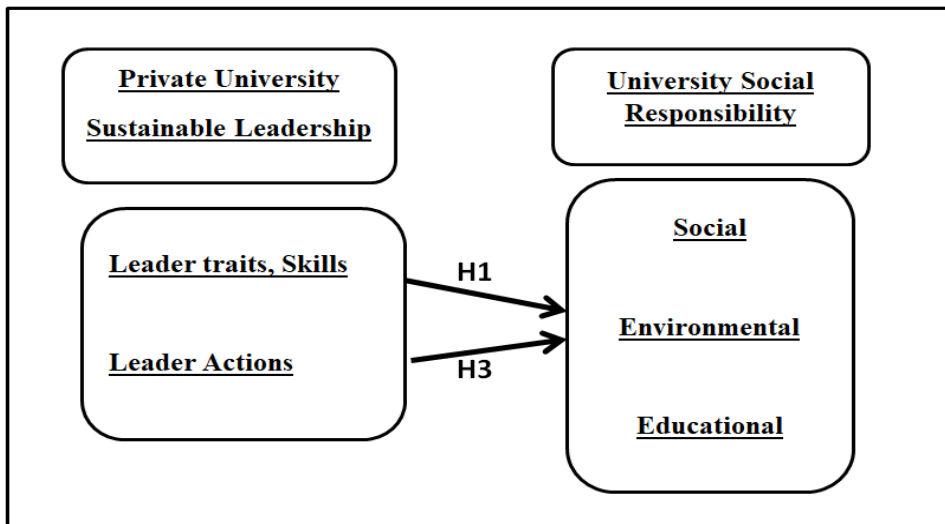 Private University
Sustainable Leadership
University Social
Responsibility
Leader traits, Skills
Leader Actions
H1
H3
Social
Environmental
Educational